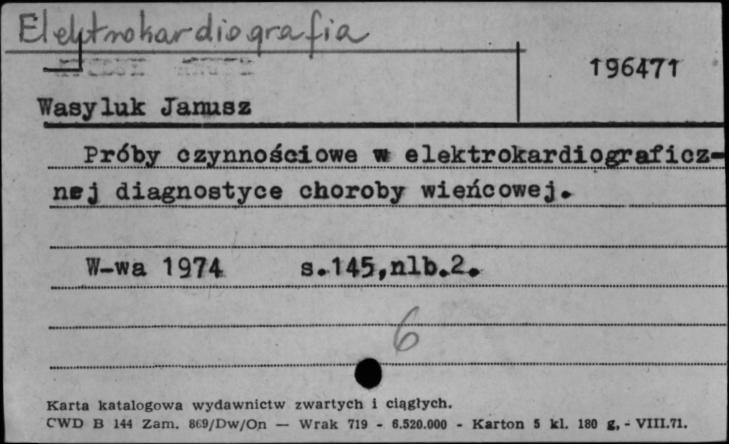 Elektrokardiografia
196471
Wasyluk Janusz
Próby czynnościowe w elektrokardiograficz-
nej diagnostyce choroby wieńcowej.
W-wa 1974 s.145,nlb.2.
6
Karta katalogowa wydawnictw zwartych i ciągłych.
CWD B 144 Zam. 869/Dw/On — Wrak 719 - 6.520.000 - Karton 5 kl. 180 g. - VIII.71.